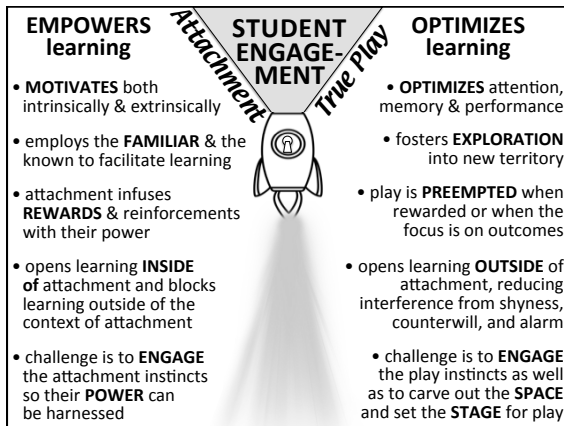 EMPOWERS
learning
• MOTIVATES both
intrinsically & extrinsically
• employs the FAMILIAR & the
known to facilitate learning
• attachment infuses
REWARDS & reinforcements
with their power
• opens learning INSIDE
of attachment and blocks
learning outside of the
context of attachment
• challenge is to ENGAGE
the attachment instincts
so their POWER can
be harnessed
Attachment
STUDENT
ENGAGE-
MENT
True Play
OPTIMIZES
learning
• OPTIMIZES attention,
memory & performance
• fosters EXPLORATION
into new territory
• play is PREEMPTED when
rewarded or when the
focus is on outcomes
• opens learning OUTSIDE of
attachment, reducing
interference from shyness,
counterwill, and alarm
• challenge is to ENGAGE
the play instincts as well
as to carve out the SPACE
and set the STAGE for play